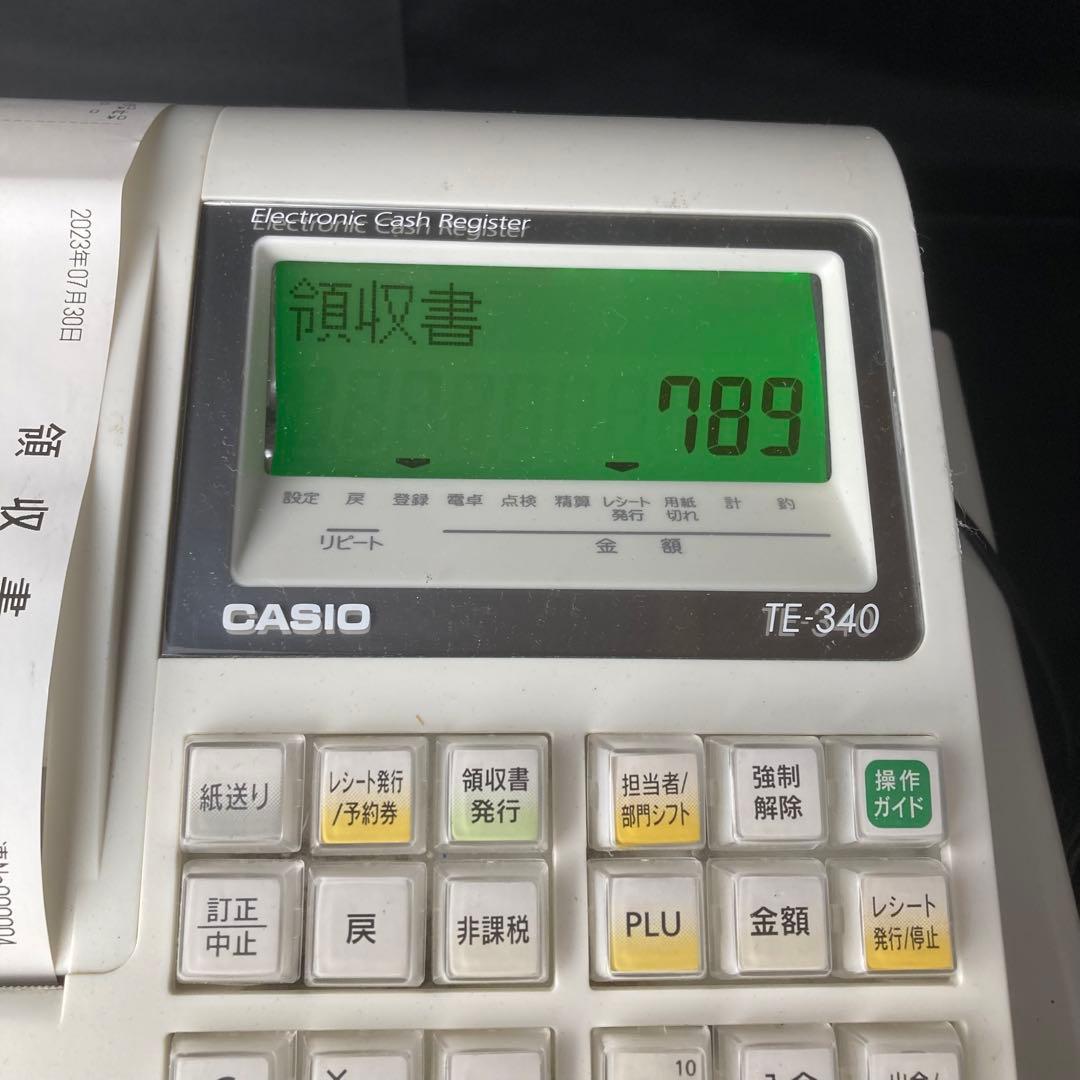 2023年07月30日
領収書
Electronic Cash Register
領収書
789
設定 戻 登録 電卓 点検 精算 レシート発行 用紙切れ 計 釣
リピート 金額
CASIO TE-340
紙送り
レシート発行
/予約券
領収書
発行
担当者/
部門シフト
強制
解除
操作
ガイド
訂正
中止
戻
非課税
PLU
金額
レシート
発行/停止
10